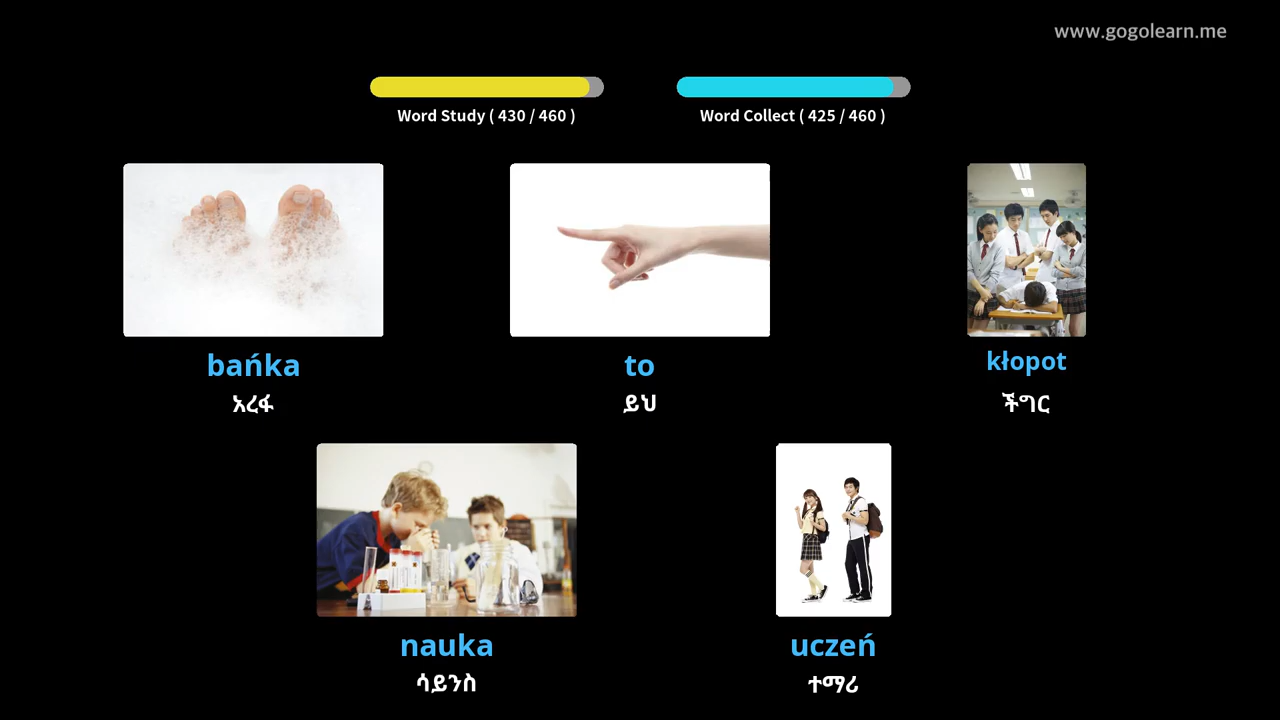 www.gogolearn.me
Word Study ( 430 / 460 )
Word Collect ( 425 / 460 )
bańka
አረፋ
to
ይህ
kłopot
ችግር
nauka
ሳይንስ
uczeń
ተማሪ